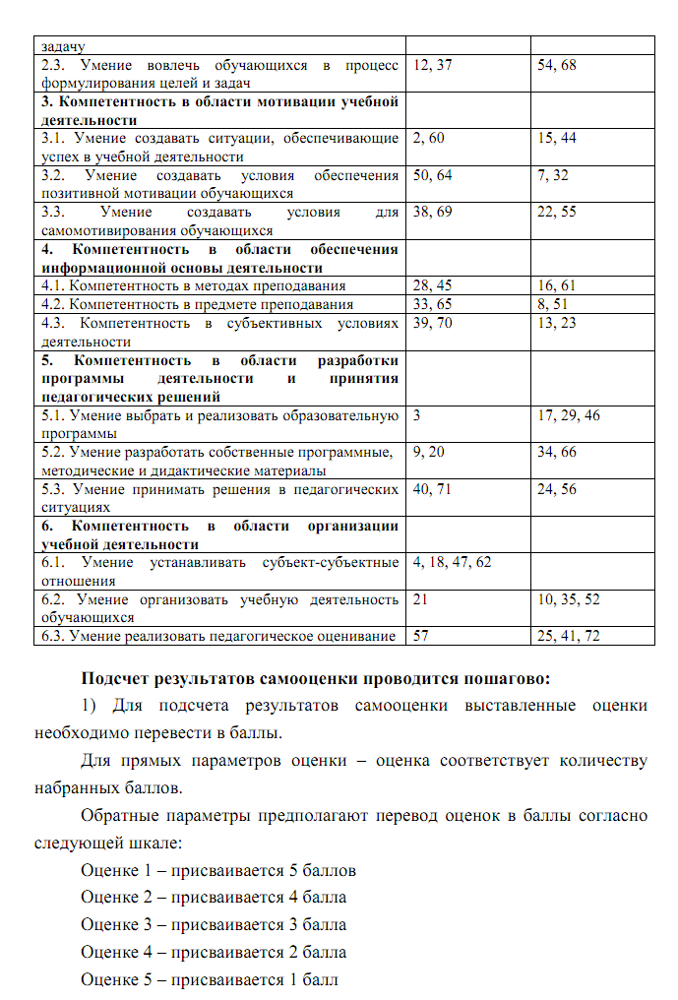 задачу
2.3. Умение вовлечь обучающихся в процесс 12, 37 54, 68
формулирования целей и задач
3. Компетентность в области мотивации учебной
деятельности
3.1. Умение создавать ситуации, обеспечивающие 2, 60 15, 44
успех в учебной деятельности
3.2. Умение создавать условия обеспечения 50, 64 7, 32
позитивной мотивации обучающихся
3.3. Умение создавать условия для 38, 69 22, 55
самомотивирования обучающихся
4. Компетентность в области обеспечения
информационной основы деятельности
4.1. Компетентность в методах преподавания 28, 45 16, 61
4.2. Компетентность в предмете преподавания 33, 65 8, 51
4.3. Компетентность в субъективных условиях 39, 70 13, 23
деятельности
5. Компетентность в области разработки
программы деятельности и принятия
педагогических решений
5.1. Умение выбрать и реализовать образовательную 3 17, 29, 46
программы
5.2. Умение разработать собственные программные, 9, 20 34, 66
методические и дидактические материалы
5.3. Умение принимать решения в педагогических 40, 71 24, 56
ситуациях
6. Компетентность в области организации
учебной деятельности
6.1. Умение устанавливать субъект-субъектные 4, 18, 47, 62
отношения
6.2. Умение организовать учебную деятельность 21 10, 35, 52
обучающихся
6.3. Умение реализовать педагогическое оценивание 57 25, 41, 72
Подсчет результатов самооценки проводится пошагово:
1) Для подсчета результатов самооценки выставленные оценки
необходимо перевести в баллы.
Для прямых параметров оценки – оценка соответствует количеству
набранных баллов.
Обратные параметры предполагают перевод оценок в баллы согласно
следующей шкале:
Оценке 1 – присваивается 5 баллов
Оценке 2 – присваивается 4 балла
Оценке 3 – присваивается 3 балла
Оценке 4 – присваивается 2 балла
Оценке 5 – присваивается 1 балл